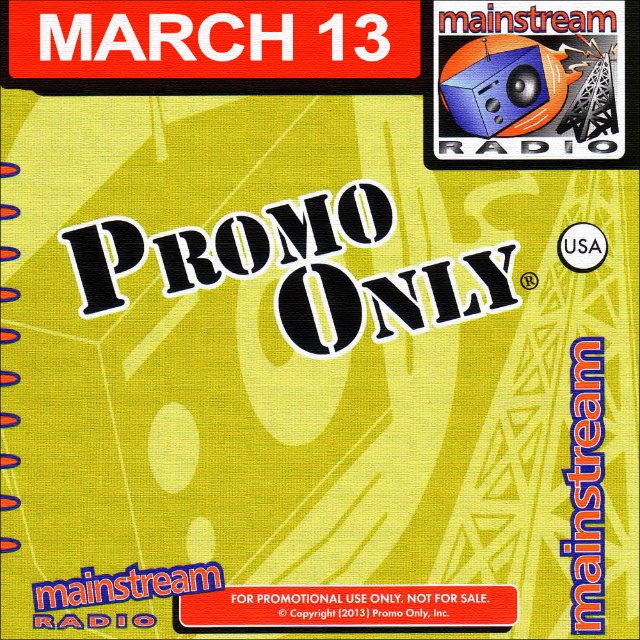 MARCH 13
mainstream
RADIO
PROMO
ONLY®
USA
mainstream
mainstream
RADIO
FOR PROMOTIONAL USE ONLY. NOT FOR SALE.
© Copyright (2013) Promo Only, Inc.